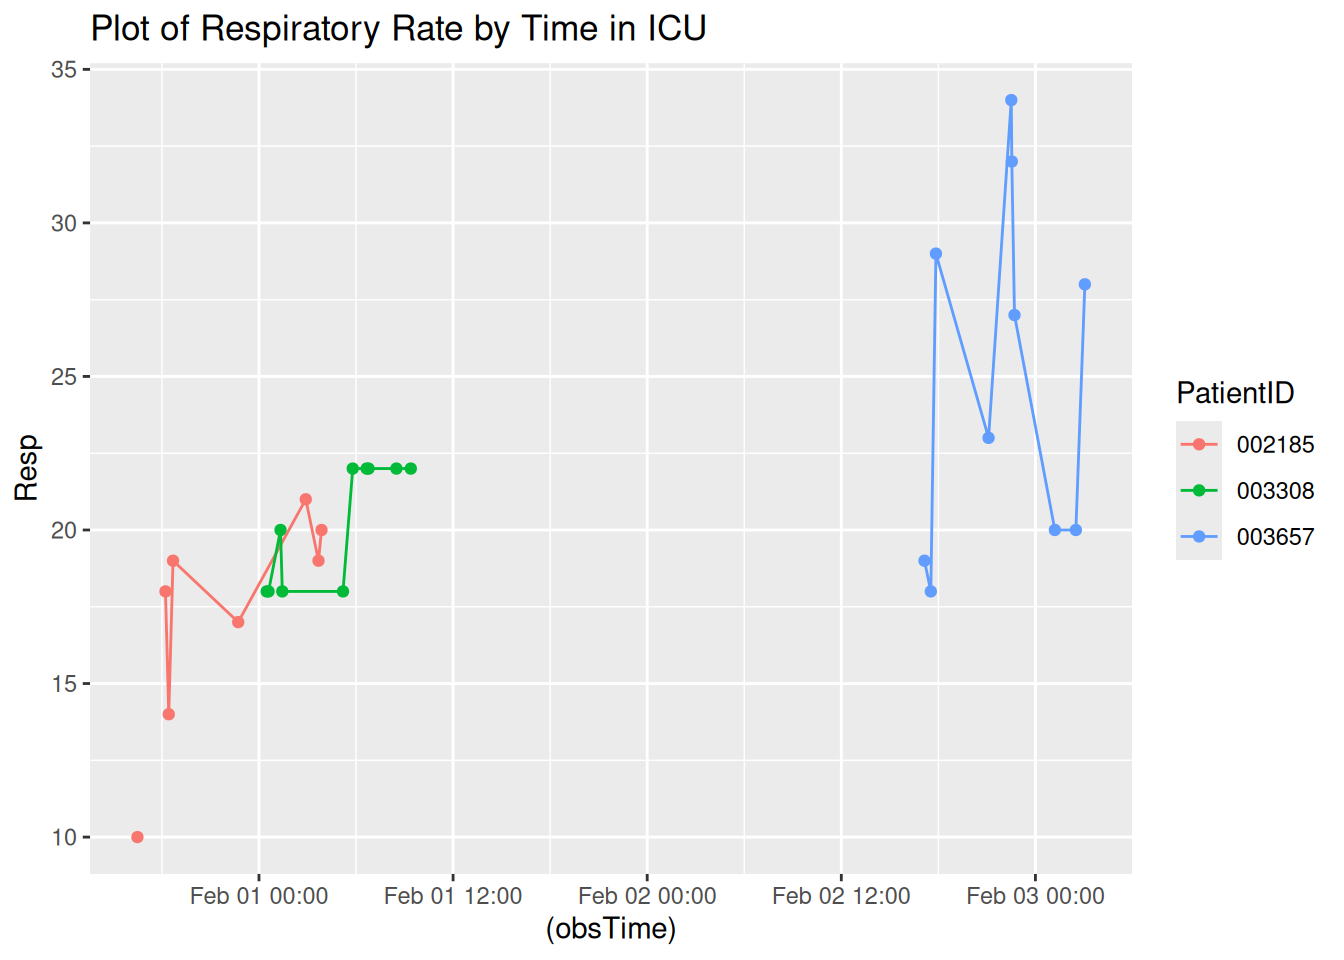 Plot of Respiratory Rate by Time in ICU
35
30
25
20
15
10
Resp
Feb 01 00:00 Feb 01 12:00 Feb 02 00:00 Feb 02 12:00 Feb 03 00:00
(obsTime)
PatientID
002185
003308
003657